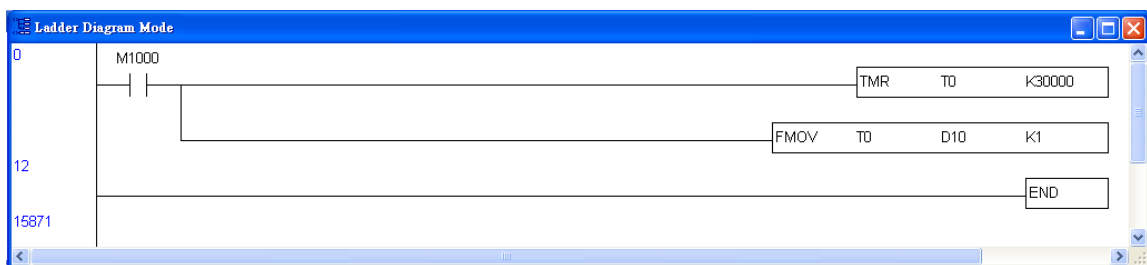 Ladder Diagram Mode
0
M1000
TMR T0 K30000
FMOV T0 D10 K1
12
END
15871